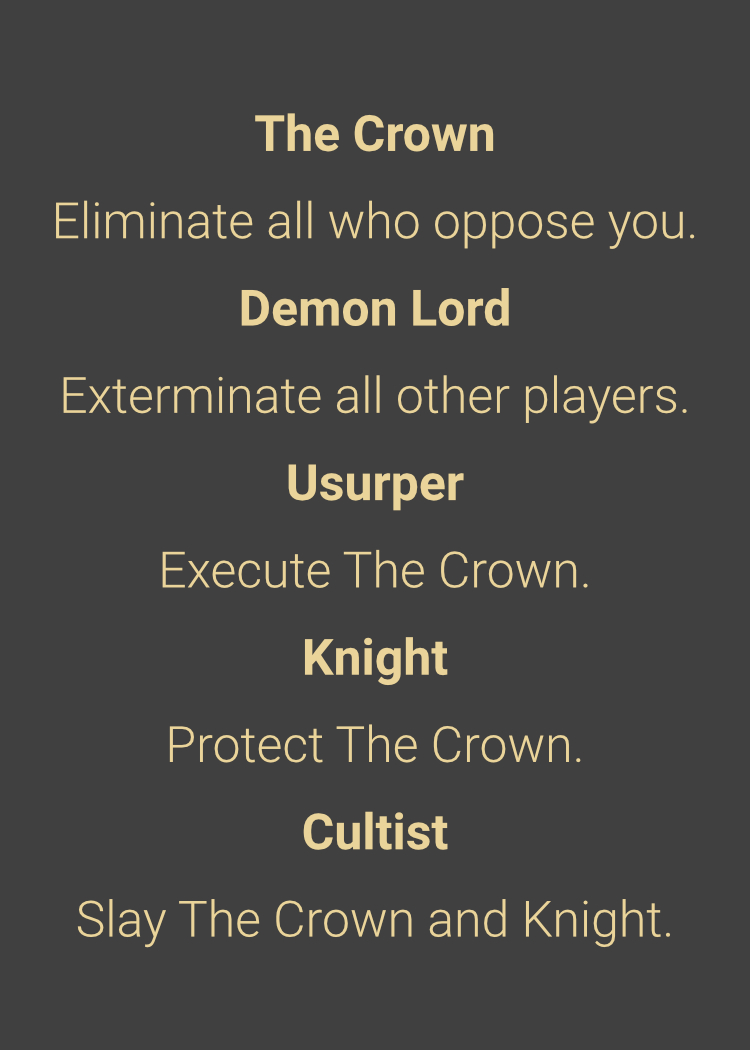 The Crown
Eliminate all who oppose you.
Demon Lord
Exterminate all other players.
Usurper
Execute The Crown.
Knight
Protect The Crown.
Cultist
Slay The Crown and Knight.